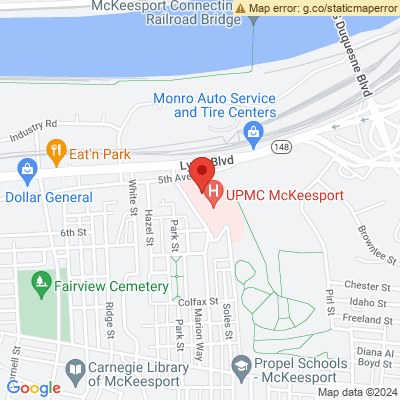 McKeesport Connectin
Railroad Bridge
Map error: g.co/staticmaperror
Duquesne Blvd
Monro Auto Service
and Tire Centers
Industry Rd
148
Eat'n Park
Blvd
5th Ave
Dollar General
UPMC McKeesport
H
White St
Hazel St
Park St
6th St
Brownlee St
Fairview Cemetery
Chester St
Idaho St
Freeland St
Pirl St
Colfax St
Ridge St
Park St
Marion Way
Soles St
Diana Al
Boyd St
Carnegie Library
of McKeesport
Propel Schools
- McKeesport
ornell St
Google
Map data ©2024